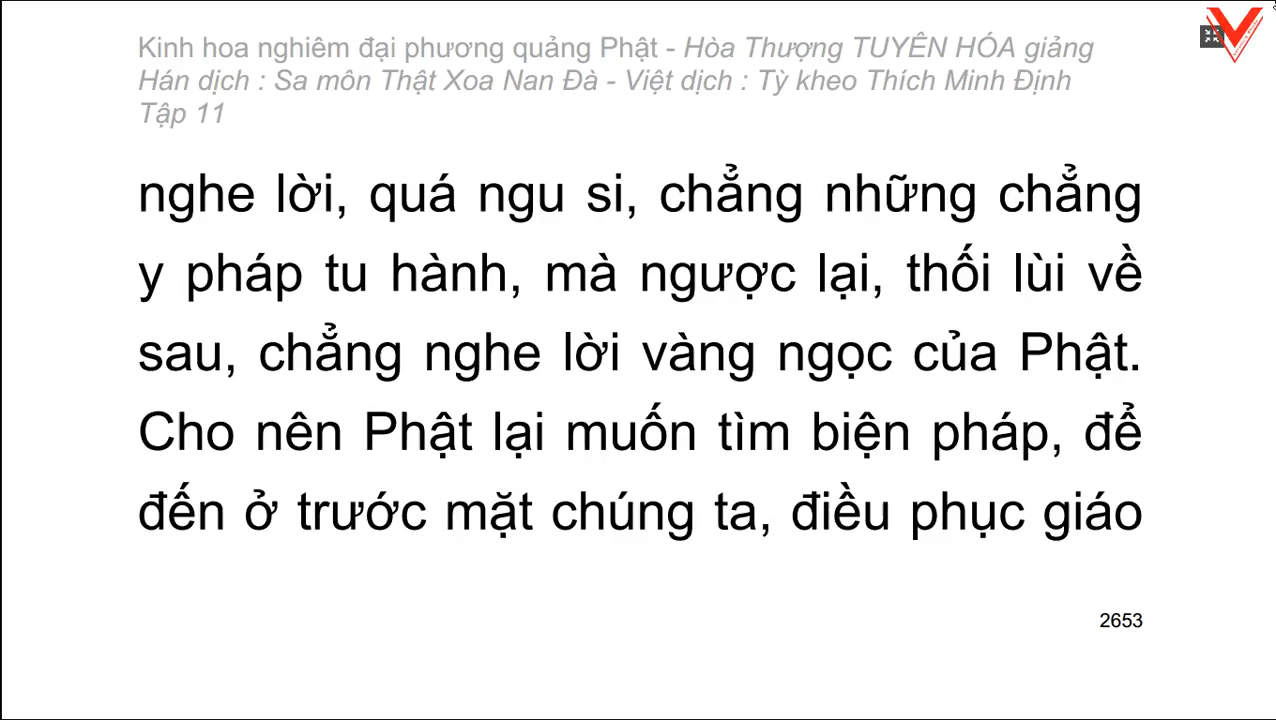 Kinh hoa nghiêm đại phương quảng Phật - Hòa Thượng TUYÊN HÓA giảng
Hán dịch : Sa môn Thật Xoa Nan Đà - Việt dịch : Tỳ kheo Thích Minh Định
Tập 11
nghe lời, quá ngu si, chẳng những chẳng
y pháp tu hành, mà ngược lại, thối lùi về
sau, chẳng nghe lời vàng ngọc của Phật.
Cho nên Phật lại muốn tìm biện pháp, để
đến ở trước mặt chúng ta, điều phục giáo
2653